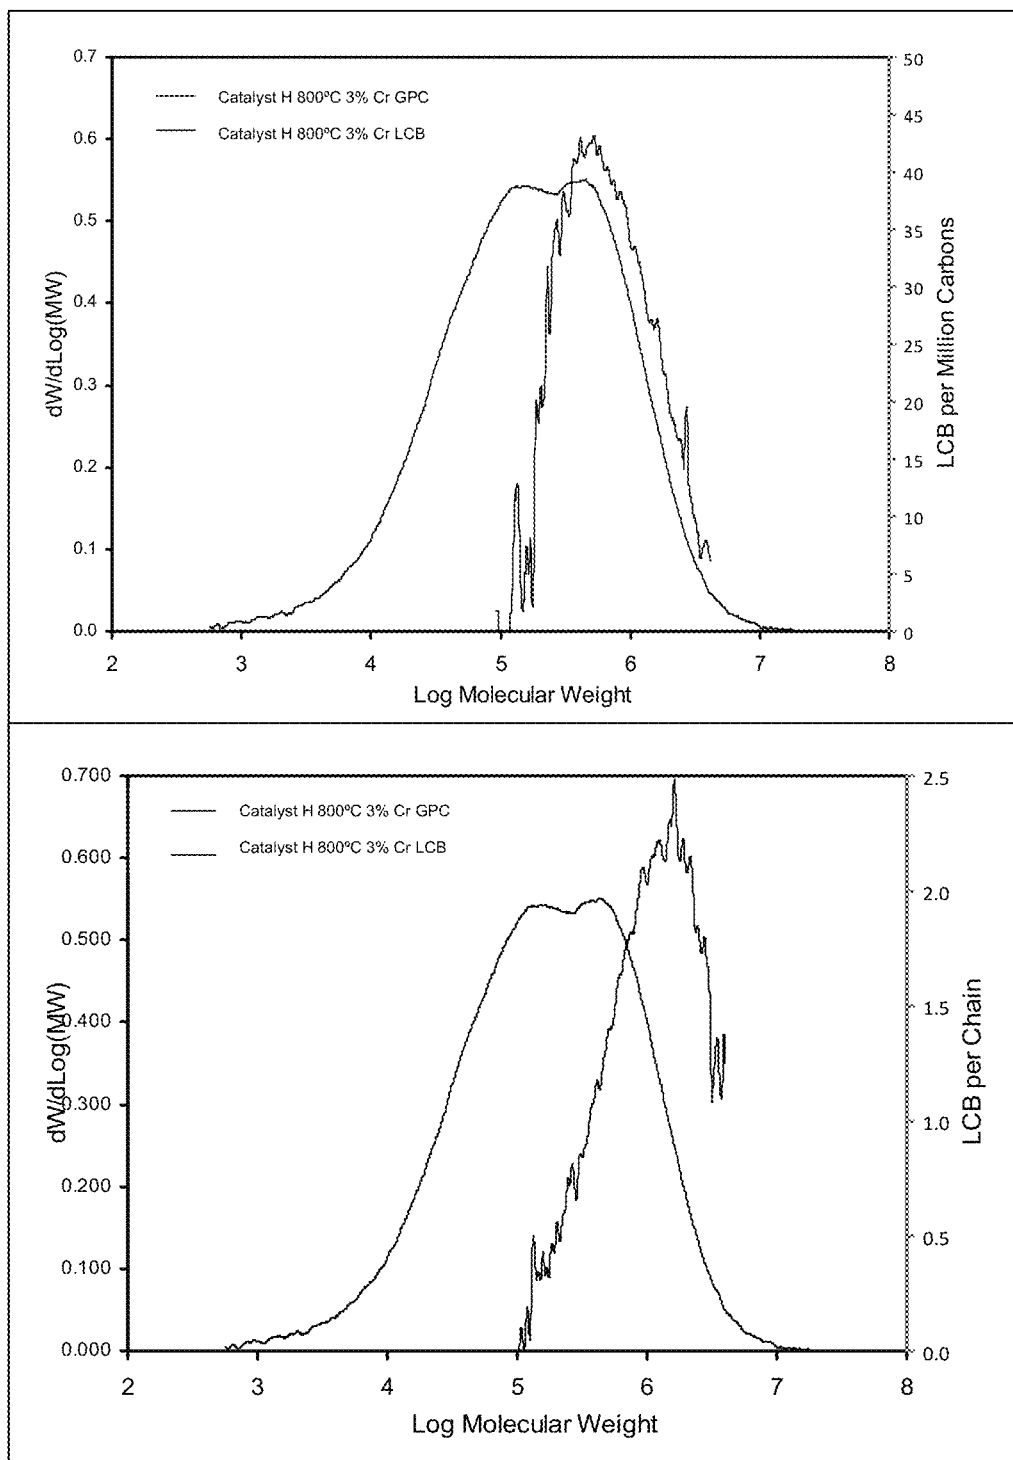 0.7
0.6
0.5
0.4
0.3
0.2
0.1
0.0
dW/dLog(MW)
Catalyst H 800ºC 3% Cr GPC
Catalyst H 800ºC 3% Cr LCB
50
45
40
35
30
25
20
15
10
5
0
LCB per Million Carbons
2 3 4 5 6 7 8
Log Molecular Weight
0.700
0.600
0.500
0.400
0.300
0.200
0.100
0.000
dW/dLog(MW)
Catalyst H 800ºC 3% Cr GPC
Catalyst H 800ºC 3% Cr LCB
2.5
2.0
1.5
1.0
0.5
0.0
LCB per Chain
2 3 4 5 6 7 8
Log Molecular Weight